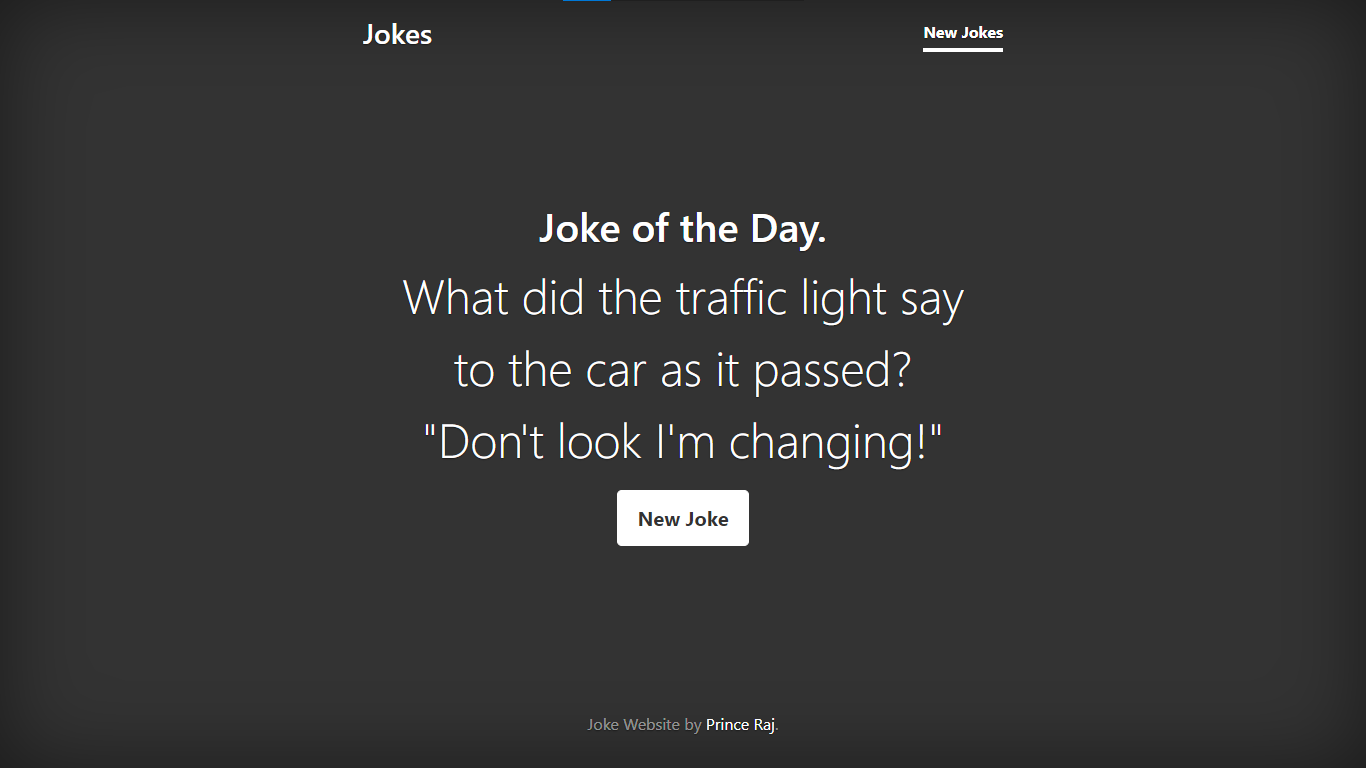 Jokes
New Jokes
Joke of the Day.
What did the traffic light say
to the car as it passed?
"Don't look I'm changing!"
New Joke
Joke Website by Prince Raj.